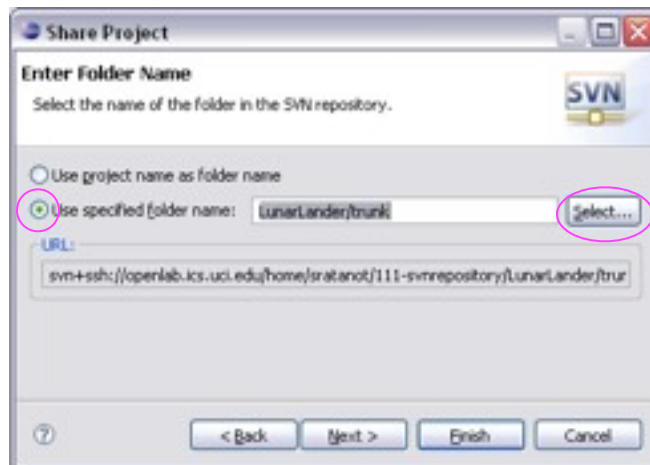 Share Project
Enter Folder Name
Select the name of the folder in the SVN repository.
SVN
Use project name as folder name
Use specified folder name: LunarLander/trunk Select...
URL:
svn+ssh://openlab.ics.uci.edu/home/sratanot/111-svnrepository/LunarLander/trur
< Back Next > Finish Cancel